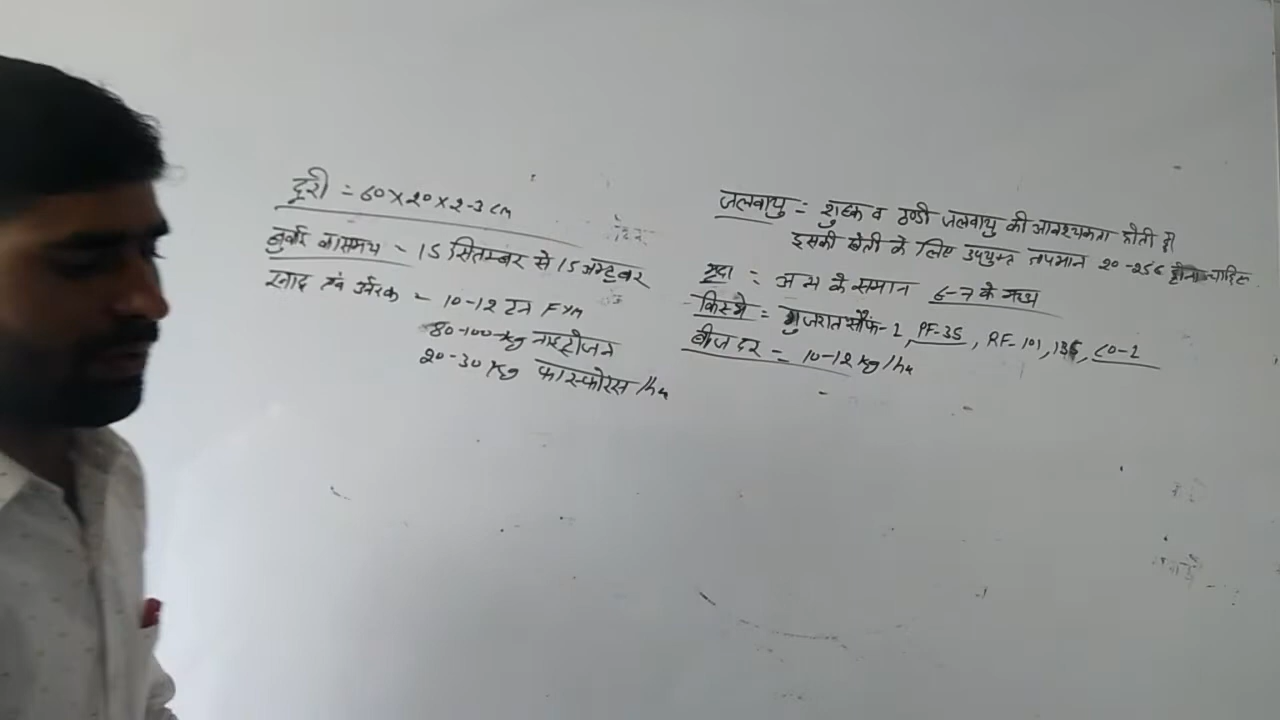 दूरी = 60×20×2-3 cm
बुवाई का समय - 15 सितम्बर से 15 अक्टूबर
खाद एवं उर्वरक - 10-12 टन FYM
80-100 kg नाइट्रोजन
20-30 kg फास्फोरस /ha
जलवायु = शुष्क व ठण्डी जलवायु की आवश्यकता होती है
इसकी खेती के लिए उपयुक्त तापमान 20-25 होना चाहिए.
मृदा = अन्य के समान 6-7 के मध्य
किस्मे = गुजरात सौंफ-1, PF-35, RF-101, 135, CO-1
बीज दर = 10-12 kg/ha